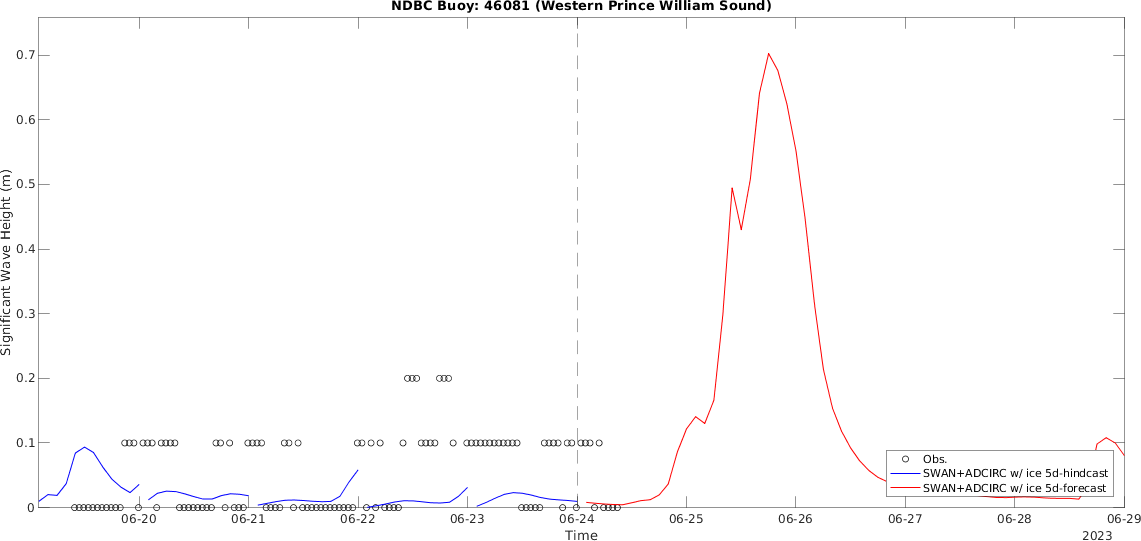 NDBC Buoy: 46081 (Western Prince William Sound)
0.7
0.6
0.5
0.4
0.3
0.2
0.1
0
Significant Wave Height (m)
Obs.
SWAN+ADCIRC w/ ice 5d-hindcast
SWAN+ADCIRC w/ ice 5d-forecast
06-20 06-21 06-22 06-23 06-24 06-25 06-26 06-27 06-28 06-29
Time
2023